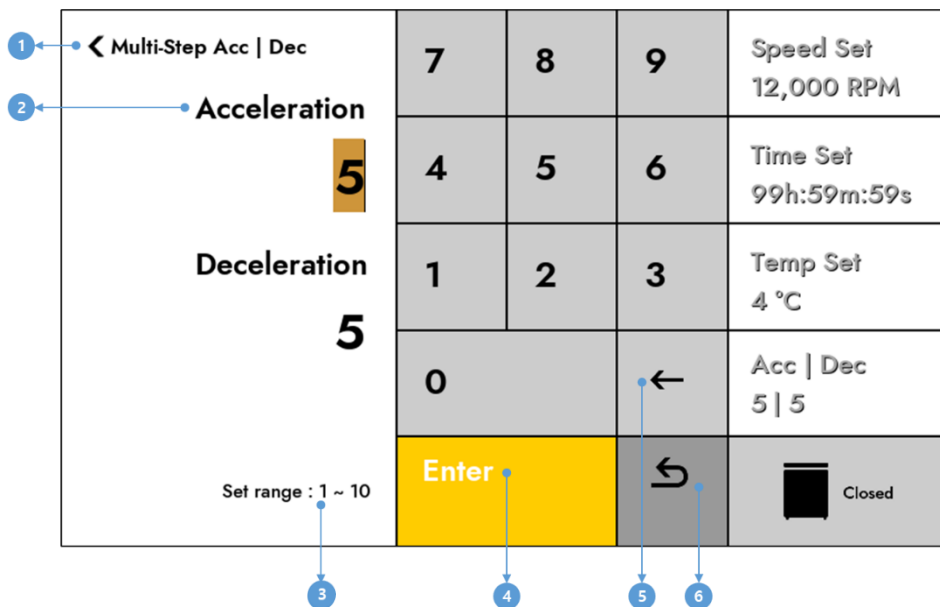 1
Multi-Step Acc | Dec
2
Acceleration
5
Deceleration
5
Set range : 1 ~ 10
3
7 8 9
4 5 6
1 2 3
0 ←
Enter
4
5
6
Speed Set
12,000 RPM
Time Set
99h:59m:59s
Temp Set
4 °C
Acc | Dec
5 | 5
Closed